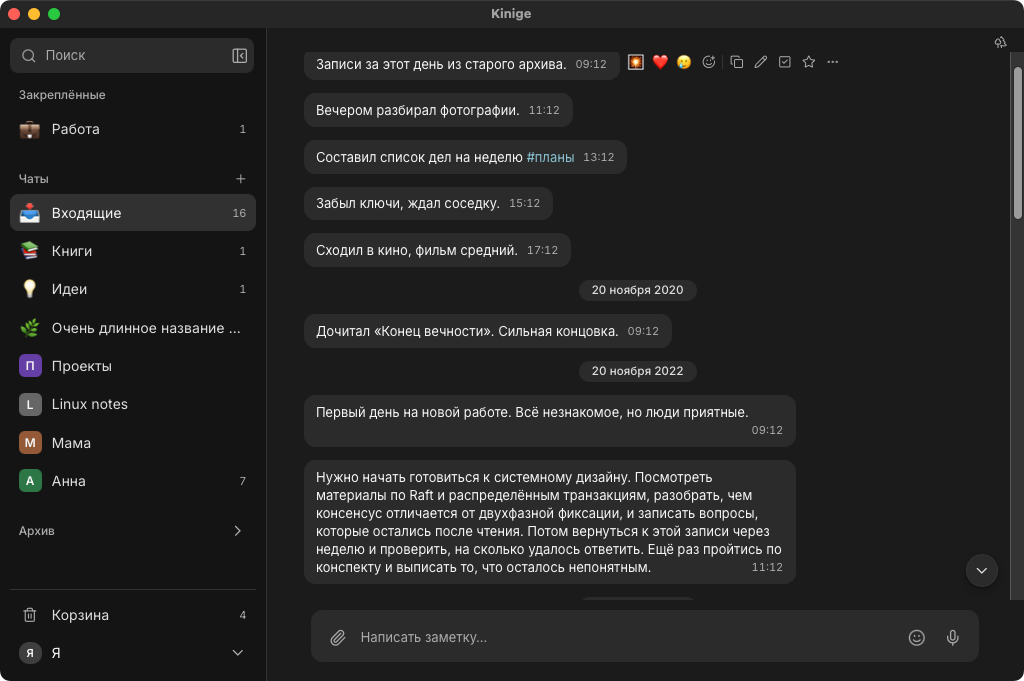 Kinige
Поиск
Закреплённые
Работа 1
Чаты
Входящие 16
Книги 1
Идеи 1
Очень длинное название ...
П Проекты
L Linux notes
М Мама
А Анна 7
Архив
Корзина 4
Я Я
Записи за этот день из старого архива. 09:12
Вечером разбирал фотографии. 11:12
Составил список дел на неделю #планы 13:12
Забыл ключи, ждал соседку. 15:12
Сходил в кино, фильм средний. 17:12
20 ноября 2020
Дочитал «Конец вечности». Сильная концовка. 09:12
20 ноября 2022
Первый день на новой работе. Всё незнакомое, но люди приятные.
09:12
Нужно начать готовиться к системному дизайну. Посмотреть
материалы по Raft и распределённым транзакциям, разобрать, чем
консенсус отличается от двухфазной фиксации, и записать вопросы,
которые остались после чтения. Потом вернуться к этой записи через
неделю и проверить, на сколько удалось ответить. Ещё раз пройтись по
конспекту и выписать то, что осталось непонятным. 11:12
Написать заметку...